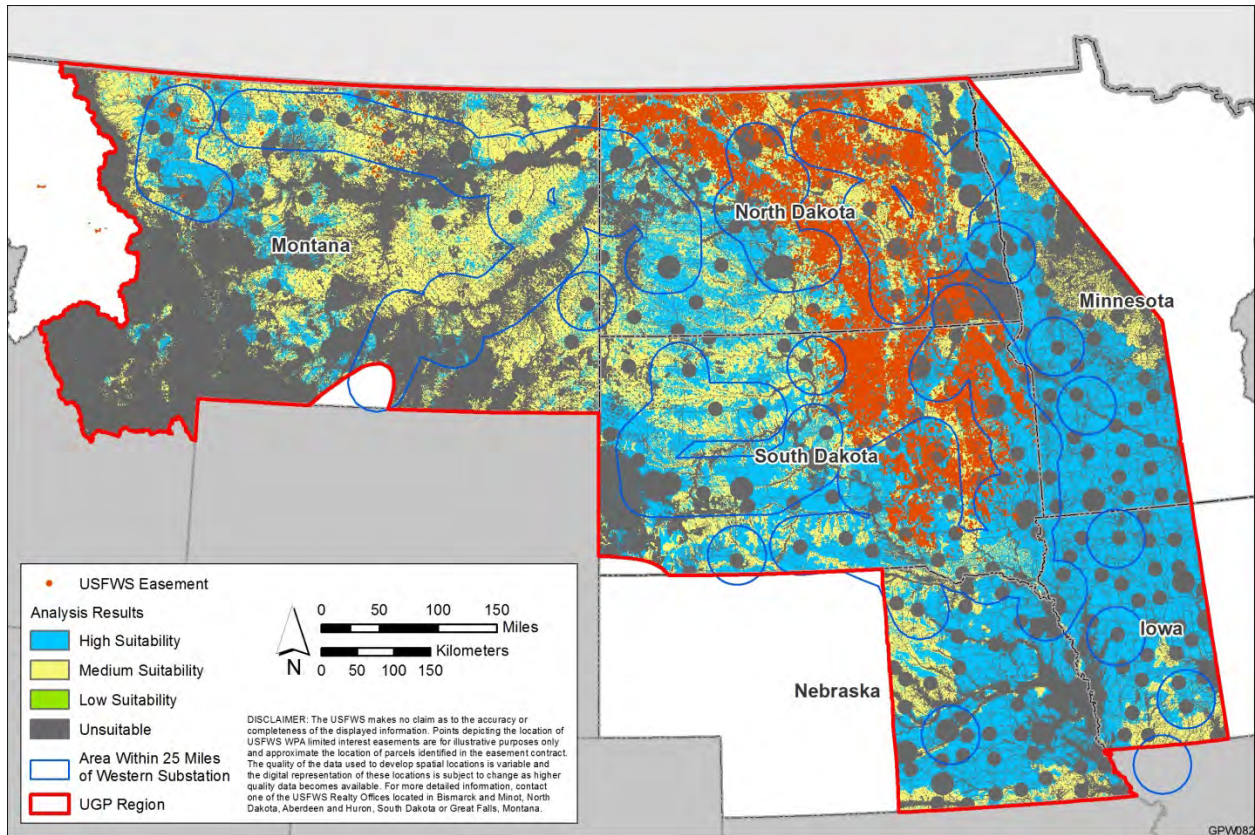 North Dakota
Montana
Minnesota
South Dakota
Iowa
Nebraska
USFWS Easement
Analysis Results
High Suitability
Medium Suitability
Low Suitability
Unsuitable
Area Within 25 Miles
of Western Substation
UGP Region
N
0 50 100 150
Miles
Kilometers
0 50 100 150
DISCLAIMER: The USFWS makes no claim as to the accuracy or
completeness of the displayed information. Points depicting the location of
USFWS WPA limited interest easements are for illustrative purposes only
and approximate the location of parcels identified in the easement contract.
The quality of the data used to develop spatial locations is variable and
the digital representation of these locations is subject to change as higher
quality data becomes available. For more detailed information, contact
one of the USFWS Realty Offices located in Bismarck and Minot, North
Dakota, Aberdeen and Huron, South Dakota or Great Falls, Montana.
GPW082